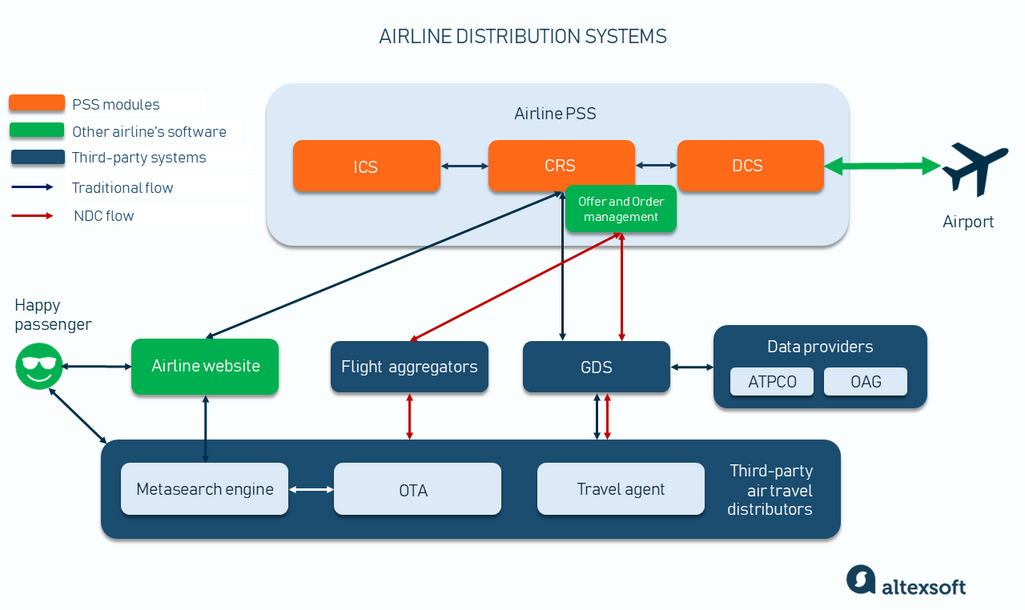 AIRLINE DISTRIBUTION SYSTEMS
PSS modules
Other airline's software
Third-party systems
Traditional flow
NDC flow
Airline PSS
ICS
CRS
DCS
Offer and Order
management
Airport
Happy
passenger
Airline website
Flight aggregators
GDS
Data providers
ATPCO
OAG
Metasearch engine
OTA
Travel agent
Third-party
air travel
distributors
altexsoft